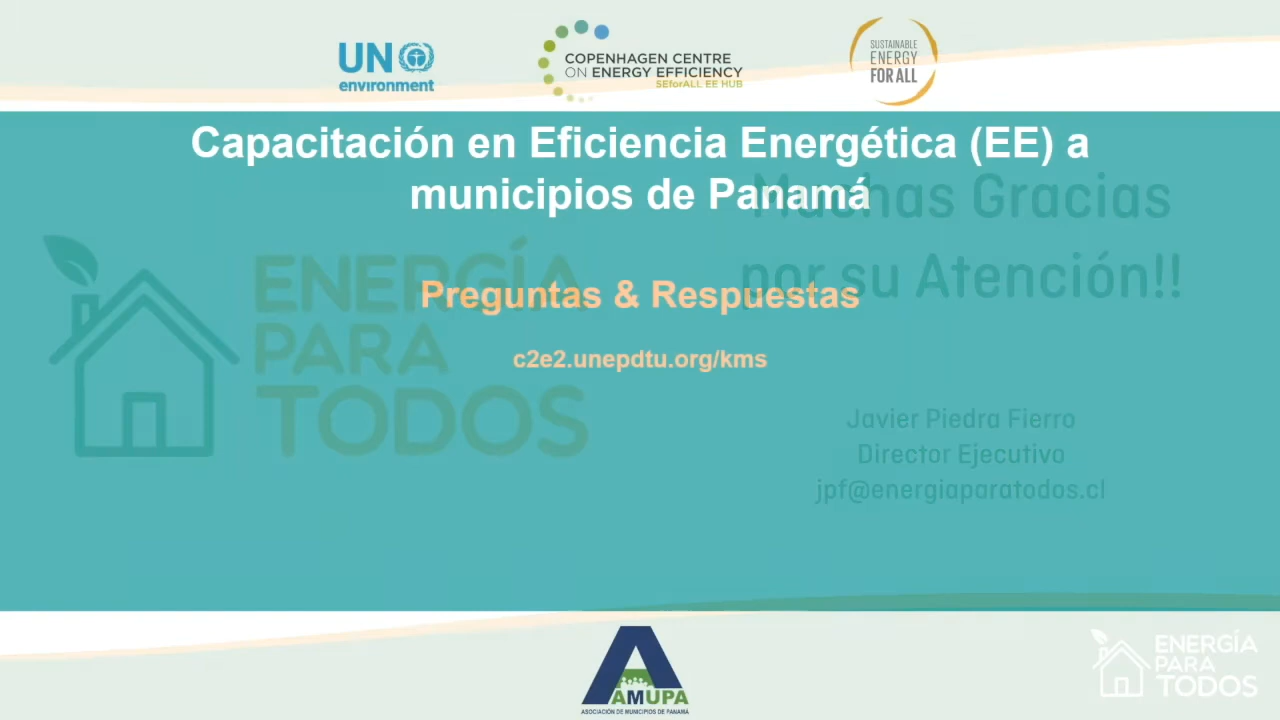 UN
environment
COPENHAGEN CENTRE
ON ENERGY EFFICIENCY
SEforALL EE HUB
SUSTAINABLE
ENERGY
FOR ALL
Capacitación en Eficiencia Energética (EE) a
municipios de Panamá
Muchas Gracias
por su Atención!!
ENERGÍA
PARA
TODOS
Preguntas & Respuestas
c2e2.unepdtu.org/kms
Javier Piedra Fierro
Director Ejecutivo
jpf@energiaparatodos.cl
AMUPA
ASOCIACIÓN DE MUNICIPIOS DE PANAMÁ
ENERGÍA
PARA
TODOS